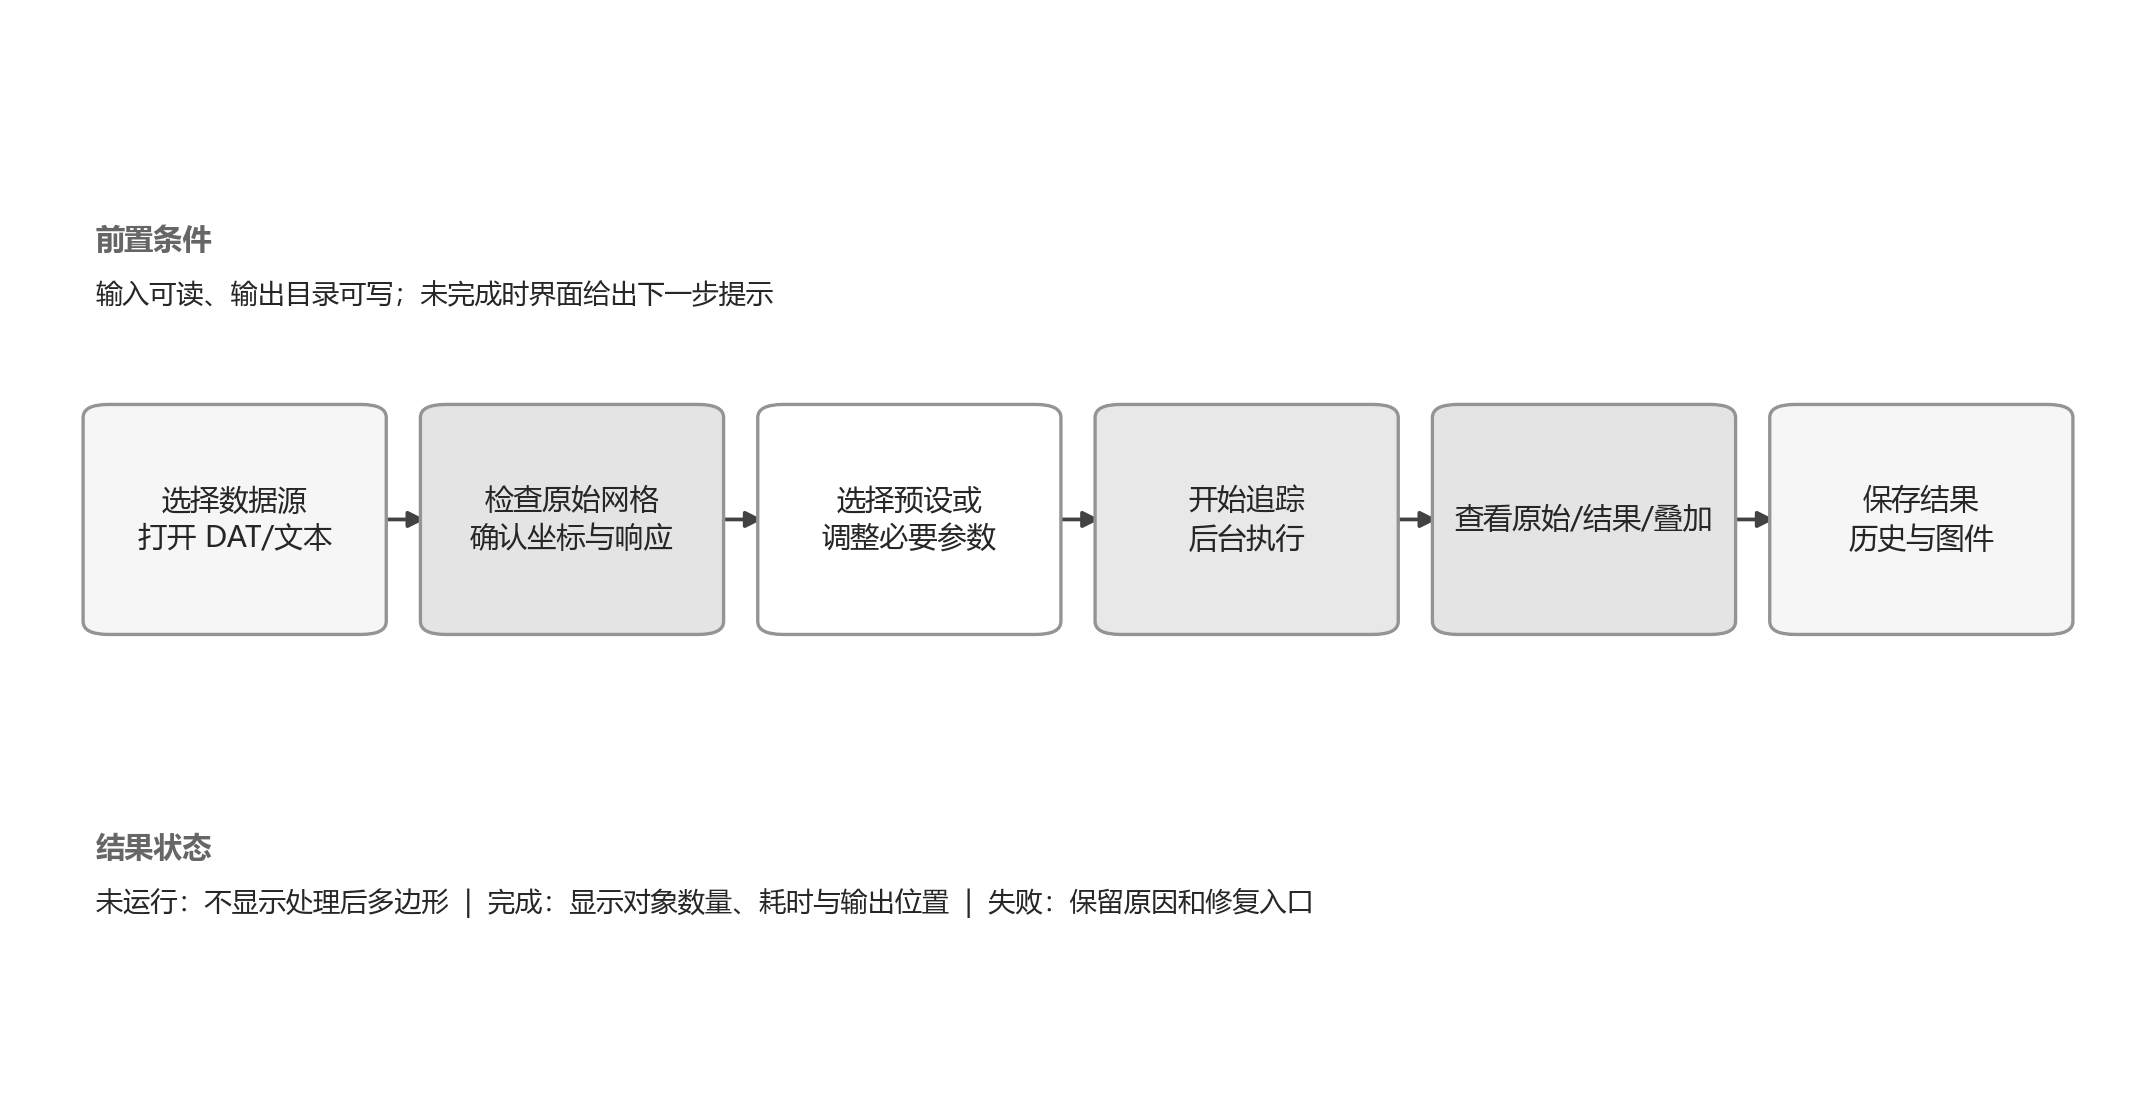 前置条件
输入可读、输出目录可写；未完成时界面给出下一步提示
选择数据源
打开 DAT/文本
检查原始网格
确认坐标与响应
选择预设或
调整必要参数
开始追踪
后台执行
查看原始/结果/叠加
保存结果
历史与图件
结果状态
未运行：不显示处理后多边形 | 完成：显示对象数量、耗时与输出位置 | 失败：保留原因和修复入口